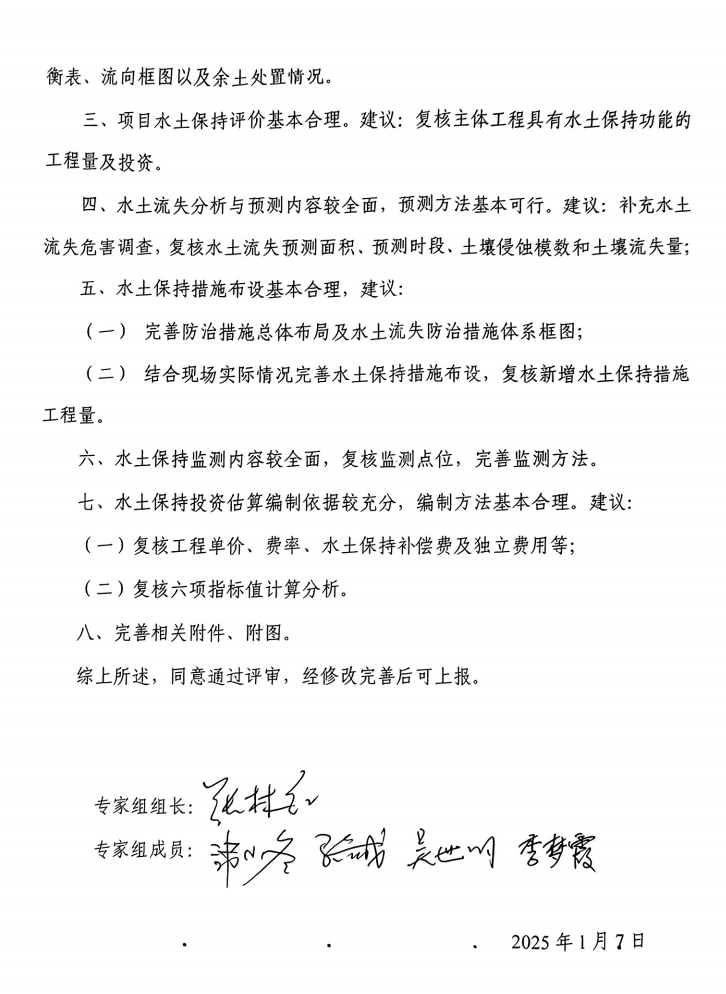 衡表、流向框图以及余土处置情况。
三、项目水土保持评价基本合理。建议：复核主体工程具有水土保持功能的
工程量及投资。
四、水土流失分析与预测内容较全面，预测方法基本可行。建议：补充水土
流失危害调查，复核水土流失预测面积、预测时段、土壤侵蚀模数和土壤流失量；
五、水土保持措施布设基本合理，建议：
（一） 完善防治措施总体布局及水土流失防治措施体系框图；
（二） 结合现场实际情况完善水土保持措施布设，复核新增水土保持措施
工程量。
六、水土保持监测内容较全面，复核监测点位，完善监测方法。
七、水土保持投资估算编制依据较充分，编制方法基本合理。建议：
（一）复核工程单价、费率、水土保持补偿费及独立费用等；
（二）复核六项指标值计算分析。
八、完善相关附件、附图。
综上所述，同意通过评审，经修改完善后可上报。
专家组组长：
专家组成员： 吴世明 李梦霞
2025 年 1 月 7 日